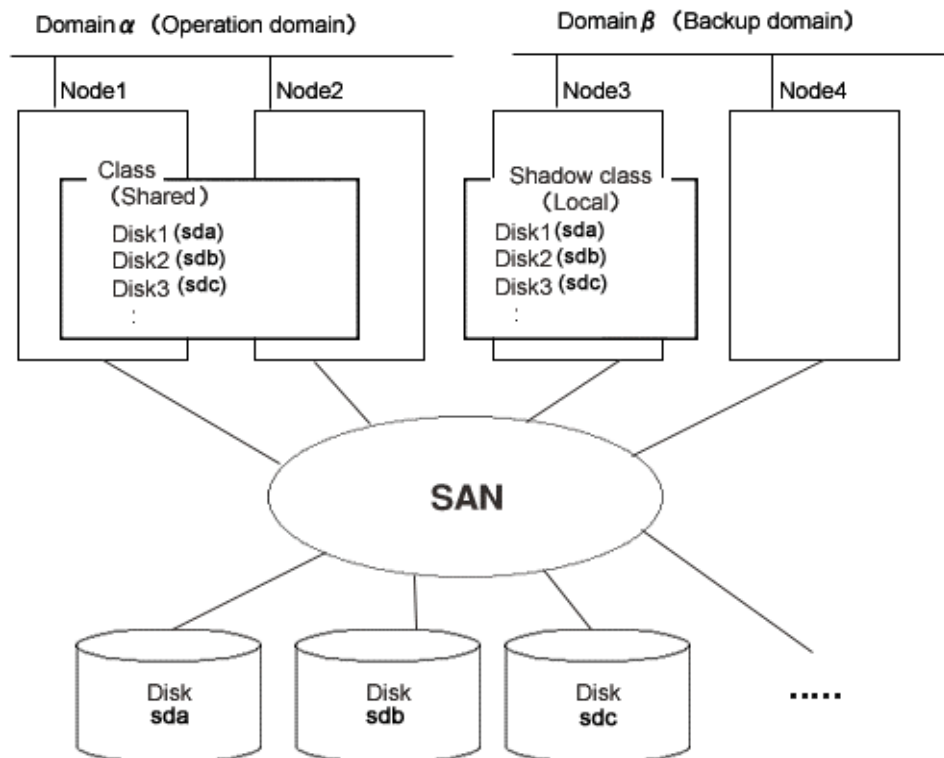 Domain α (Operation domain)
Domain β (Backup domain)
Node1
Node2
Node3
Node4
Class
(Shared)
Disk1 (sda)
Disk2 (sdb)
Disk3 (sdc)
:
Shadow class
(Local)
Disk1 (sda)
Disk2 (sdb)
Disk3 (sdc)
:
SAN
Disk
sda
Disk
sdb
Disk
sdc
.....